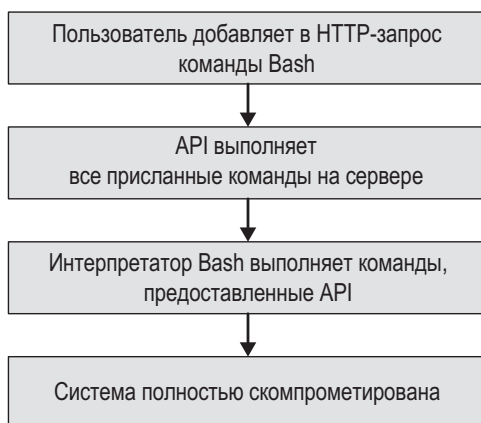 Пользователь добавляет в HTTP-запрос
команды Bash
API выполняет
все присланные команды на сервере
Интерпретатор Bash выполняет команды,
предоставленные API
Система полностью скомпрометирована